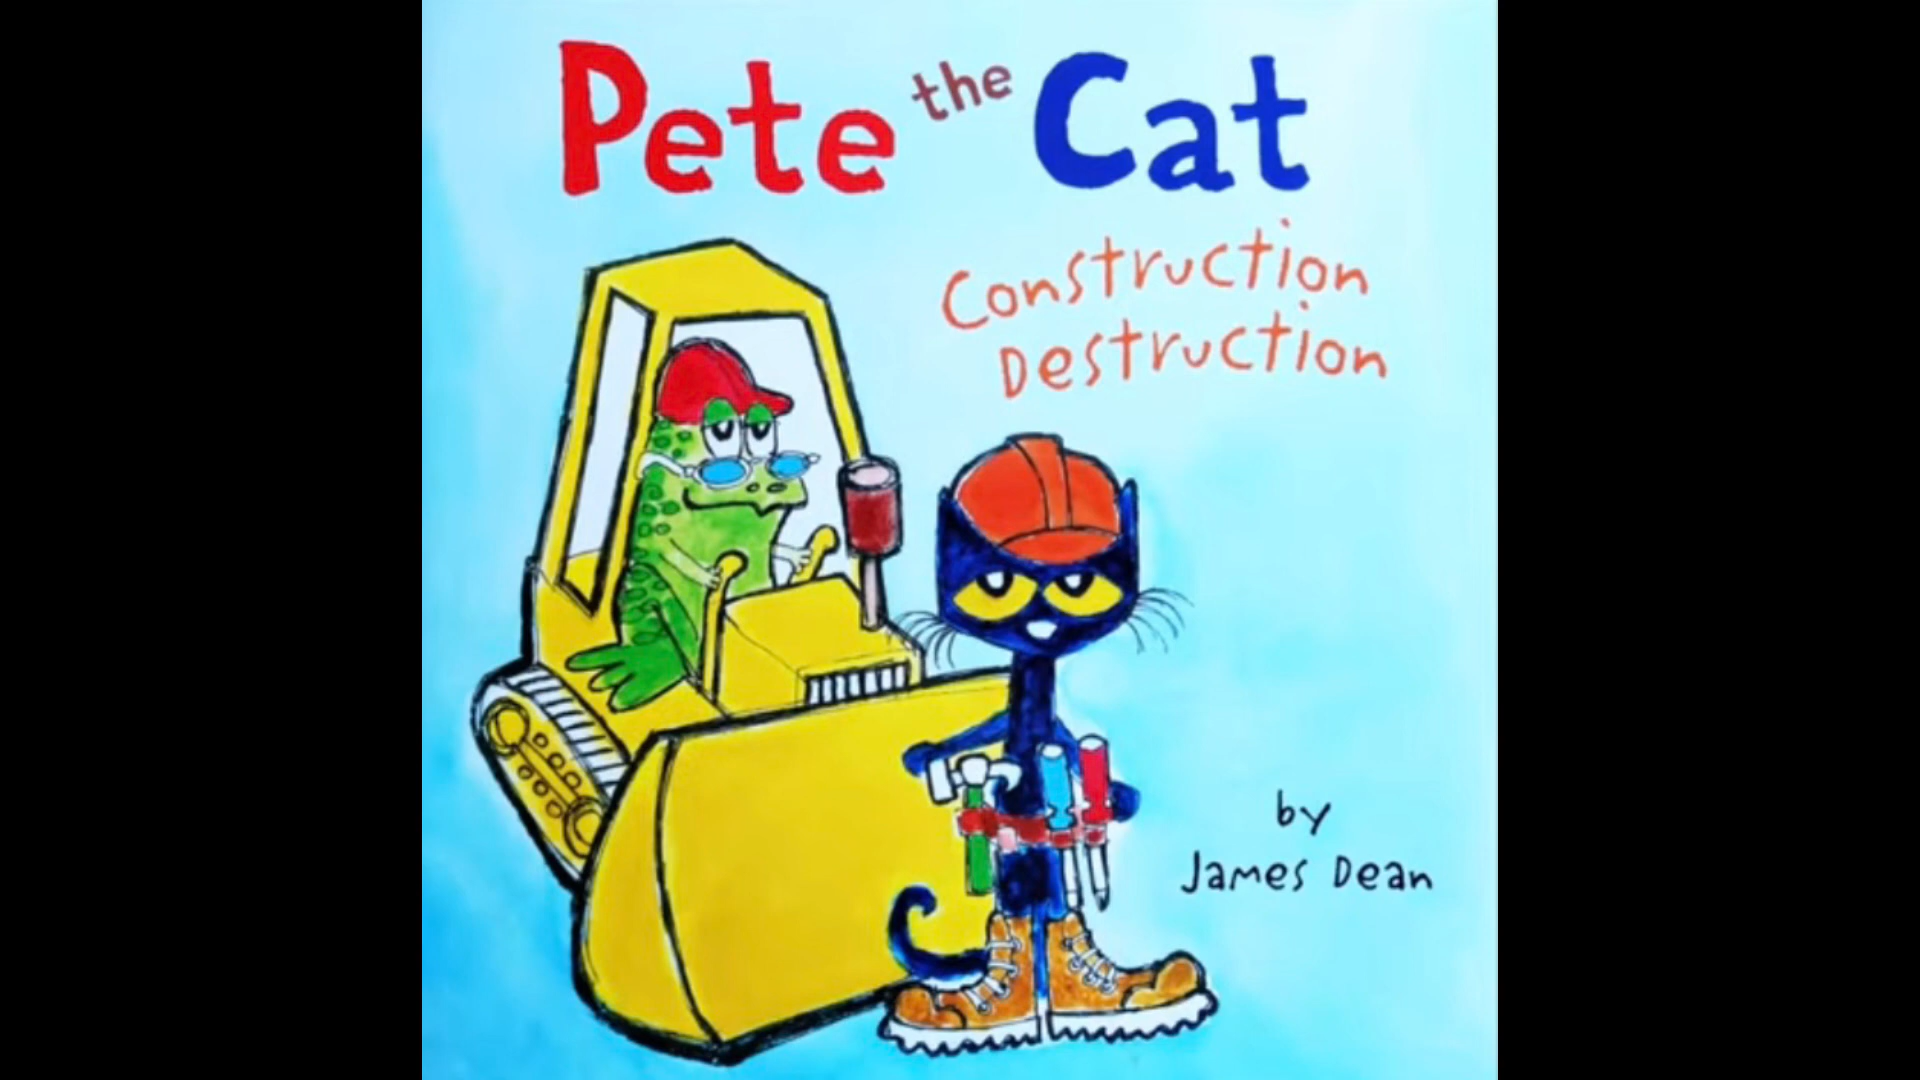 Pete the Cat
Construction
Destruction
by
James Dean